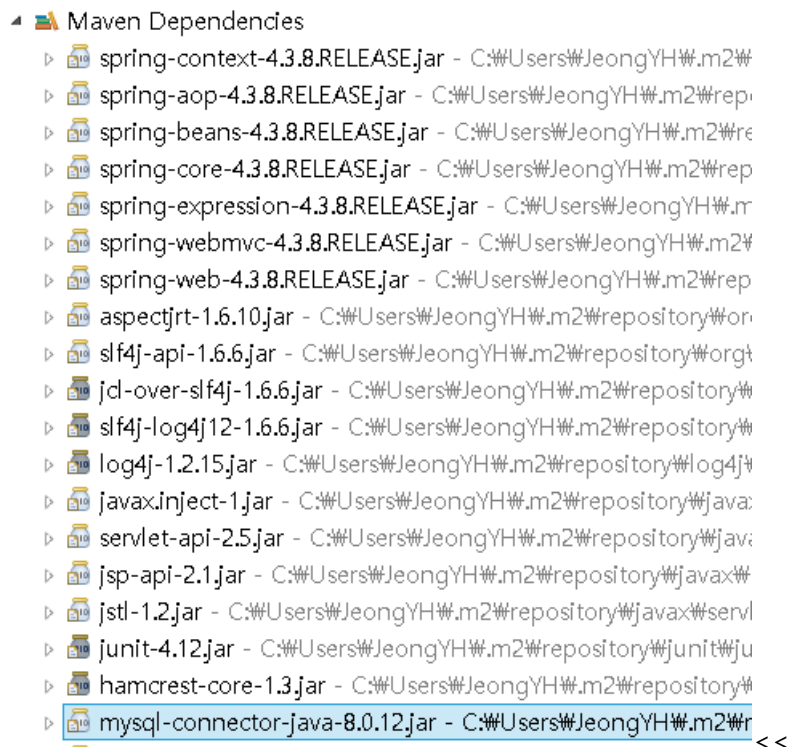 Maven Dependencies
spring-context-4.3.8.RELEASE.jar - C:₩Users₩JeongYH₩.m2₩
spring-aop-4.3.8.RELEASE.jar - C:₩Users₩JeongYH₩.m2₩rep
spring-beans-4.3.8.RELEASE.jar - C:₩Users₩JeongYH₩.m2₩re
spring-core-4.3.8.RELEASE.jar - C:₩Users₩JeongYH₩.m2₩rep
spring-expression-4.3.8.RELEASE.jar - C:₩Users₩JeongYH₩.m
spring-webmvc-4.3.8.RELEASE.jar - C:₩Users₩JeongYH₩.m2₩
spring-web-4.3.8.RELEASE.jar - C:₩Users₩JeongYH₩.m2₩rep
aspectjrt-1.6.10.jar - C:₩Users₩JeongYH₩.m2₩repository₩or
slf4j-api-1.6.6.jar - C:₩Users₩JeongYH₩.m2₩repository₩org
jcl-over-slf4j-1.6.6.jar - C:₩Users₩JeongYH₩.m2₩repository₩
slf4j-log4j12-1.6.6.jar - C:₩Users₩JeongYH₩.m2₩repository₩
log4j-1.2.15.jar - C:₩Users₩JeongYH₩.m2₩repository₩log4j₩
javax.inject-1.jar - C:₩Users₩JeongYH₩.m2₩repository₩javax
servlet-api-2.5.jar - C:₩Users₩JeongYH₩.m2₩repository₩java
jsp-api-2.1.jar - C:₩Users₩JeongYH₩.m2₩repository₩javax₩
jstl-1.2.jar - C:₩Users₩JeongYH₩.m2₩repository₩javax₩serv
junit-4.12.jar - C:₩Users₩JeongYH₩.m2₩repository₩junit₩ju
hamcrest-core-1.3.jar - C:₩Users₩JeongYH₩.m2₩repository₩
mysql-connector-java-8.0.12.jar - C:₩Users₩JeongYH₩.m2₩r
<<